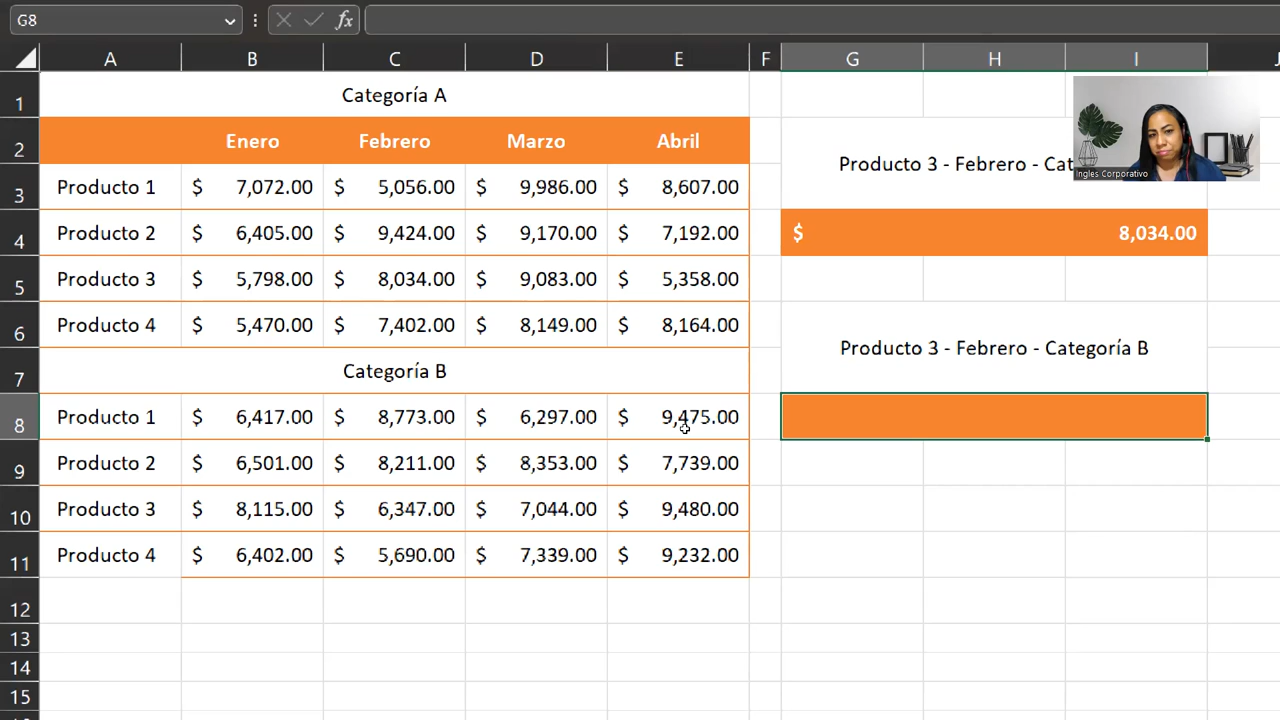 G8
fx
A B C D E F G H I J
1 Categoría A
2 Enero Febrero Marzo Abril
Producto 3 - Febrero - Cat
Ingles Corporativo
3 Producto 1 $ 7,072.00 $ 5,056.00 $ 9,986.00 $ 8,607.00
4 Producto 2 $ 6,405.00 $ 9,424.00 $ 9,170.00 $ 7,192.00 $ 8,034.00
5 Producto 3 $ 5,798.00 $ 8,034.00 $ 9,083.00 $ 5,358.00
6 Producto 4 $ 5,470.00 $ 7,402.00 $ 8,149.00 $ 8,164.00
Producto 3 - Febrero - Categoría B
7 Categoría B
8 Producto 1 $ 6,417.00 $ 8,773.00 $ 6,297.00 $ 9,475.00
9 Producto 2 $ 6,501.00 $ 8,211.00 $ 8,353.00 $ 7,739.00
10 Producto 3 $ 8,115.00 $ 6,347.00 $ 7,044.00 $ 9,480.00
11 Producto 4 $ 6,402.00 $ 5,690.00 $ 7,339.00 $ 9,232.00
12
13
14
15